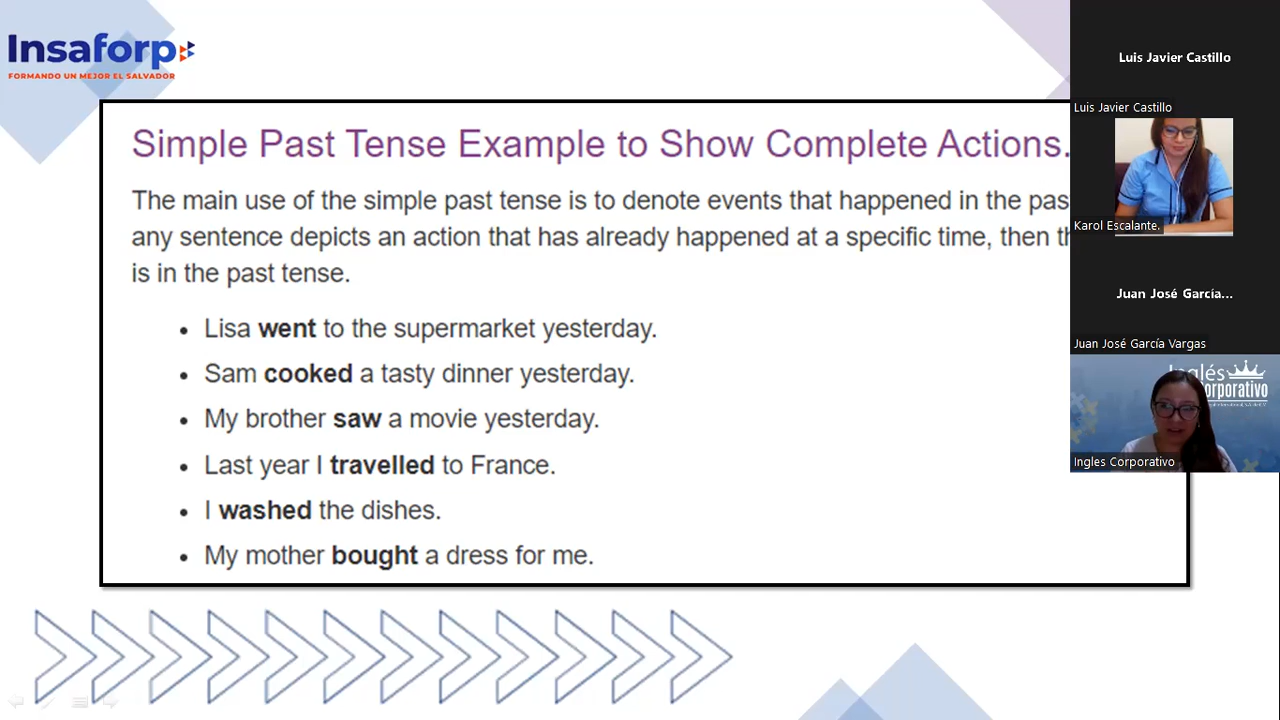 Insaforp
FORMANDO UN MEJOR EL SALVADOR
Simple Past Tense Example to Show Complete Actions.
The main use of the simple past tense is to denote events that happened in the
any sentence depicts an action that has already happened at a specific time, then
is in the past tense.
• Lisa went to the supermarket yesterday.
• Sam cooked a tasty dinner yesterday.
• My brother saw a movie yesterday.
• Last year I travelled to France.
• I washed the dishes.
• My mother bought a dress for me.
Luis Javier Castillo
Luis Javier Castillo
Karol Escalante.
Juan José García...
Juan José García Vargas
Inglés
Corporativo
Ingles Corporativo